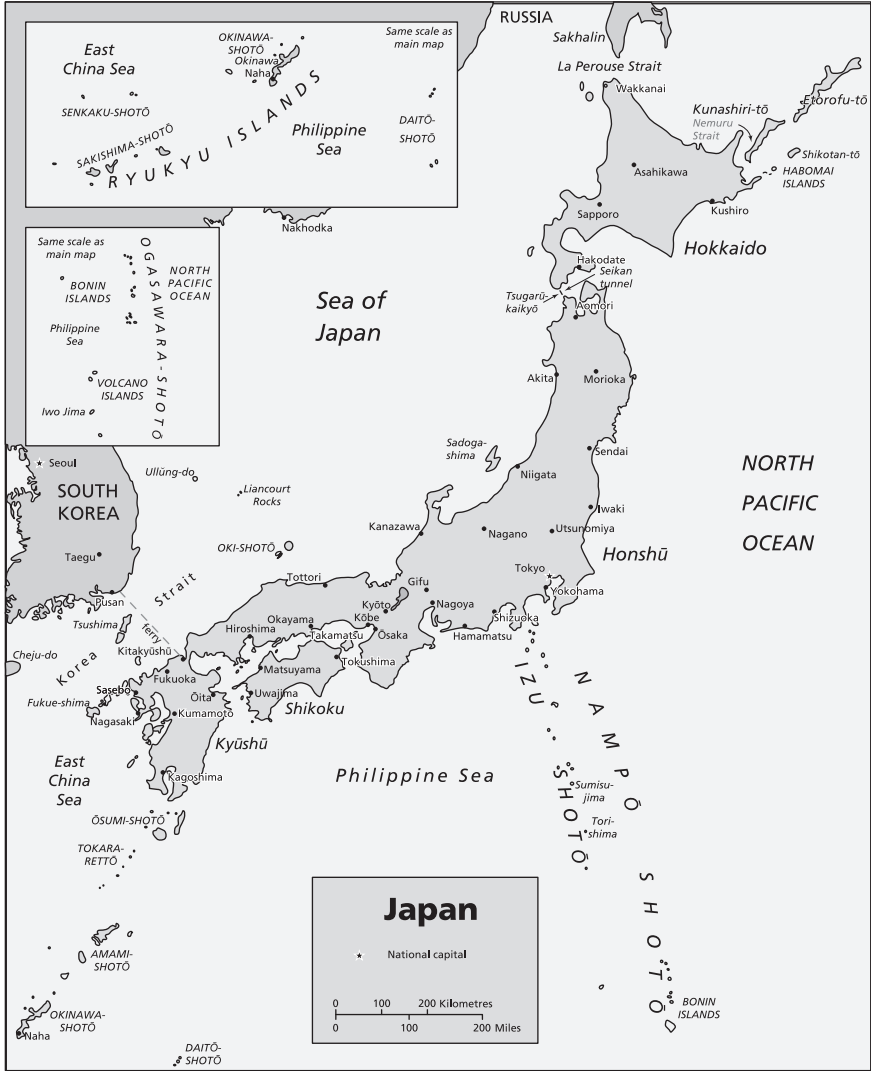 RUSSIA
Sakhalin
La Perouse Strait
Wakkanai
Kunashiri-tō
Etorofu-tō
Nemuru
Strait
Shikotan-tō
HABOMAI
ISLANDS
Asahikawa
Sapporo
Kushiro
Hokkaido
Hakodate
Seikan
tunnel
Tsugarū-
kaikyō
Aomori
East
China Sea
OKINAWA-
SHOTŌ
Okinawa
Naha
Same scale as
main map
SENKAKU-SHOTŌ
SAKISHIMA-SHOTŌ
RYUKYU ISLANDS
Philippine
Sea
DAITŌ-
SHOTŌ
Nakhodka
Same scale as
main map
OGASAWARA-SHOTŌ
BONIN
ISLANDS
NORTH
PACIFIC
OCEAN
Philippine
Sea
VOLCANO
ISLANDS
Iwo Jima
Sea of
Japan
Akita
Morioka
Sadoga-
shima
Sendai
Niigata
Seoul
SOUTH
KOREA
Taegu
Pusan
Ullŭng-do
Liancourt
Rocks
OKI-SHOTŌ
Kanazawa
Nagano
Iwaki
Utsunomiya
Honshū
NORTH
PACIFIC
OCEAN
Tokyo
Yokohama
Tottori
Gifu
Kyōto
Nagoya
Shizuoka
Hamamatsu
Kōbe
Ōsaka
Okayama
Hiroshima
Takamatsu
Tokushima
Korea Strait
ferry
Tsushima
Cheju-do
Kitakyūshū
Fukuoka
Matsuyama
Sasebo
Ōita
Uwajima
Shikoku
Fukue-shima
Nagasaki
Kumamoto
Kyūshū
Kagoshima
East
China
Sea
Philippine Sea
IZU SHOTŌ
NAMPŌ SHOTŌ
Sumisu-
jima
Tori-
shima
ŌSUMI-SHOTŌ
TOKARA-
RETTŌ
AMAMI-
SHOTŌ
OKINAWA-
SHOTŌ
Naha
DAITŌ-
SHOTŌ
BONIN
ISLANDS
Japan
National capital
0 100 200 Kilometres
0 100 200 Miles